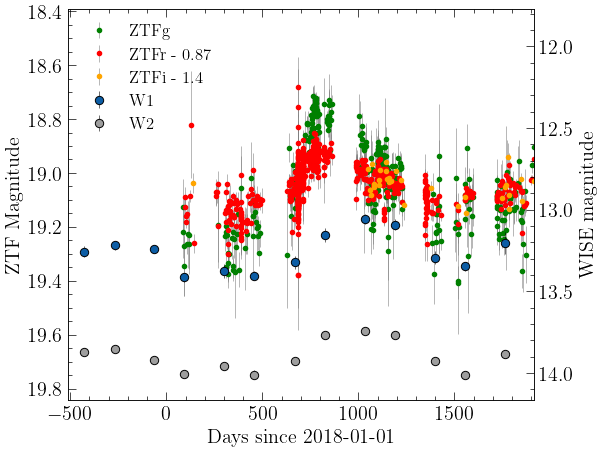 ZTFg
ZTFr - 0.87
ZTFi - 1.4
W1
W2
ZTF Magnitude
18.4
18.6
18.8
19.0
19.2
19.4
19.6
19.8
WISE magnitude
12.0
12.5
13.0
13.5
14.0
−500 0 500 1000 1500
Days since 2018-01-01